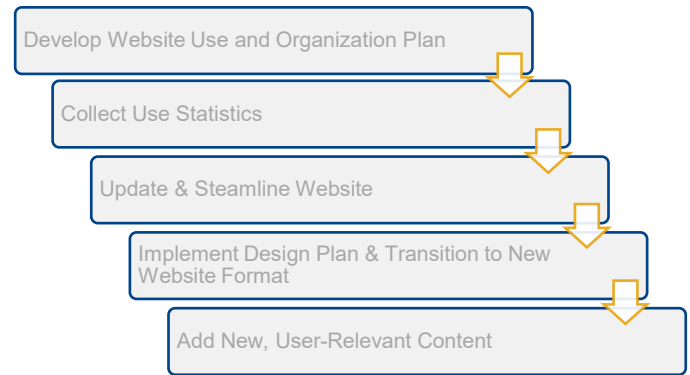 Develop Website Use and Organization Plan
Collect Use Statistics
Update & Steamline Website
Implement Design Plan & Transition to New
Website Format
Add New, User-Relevant Content